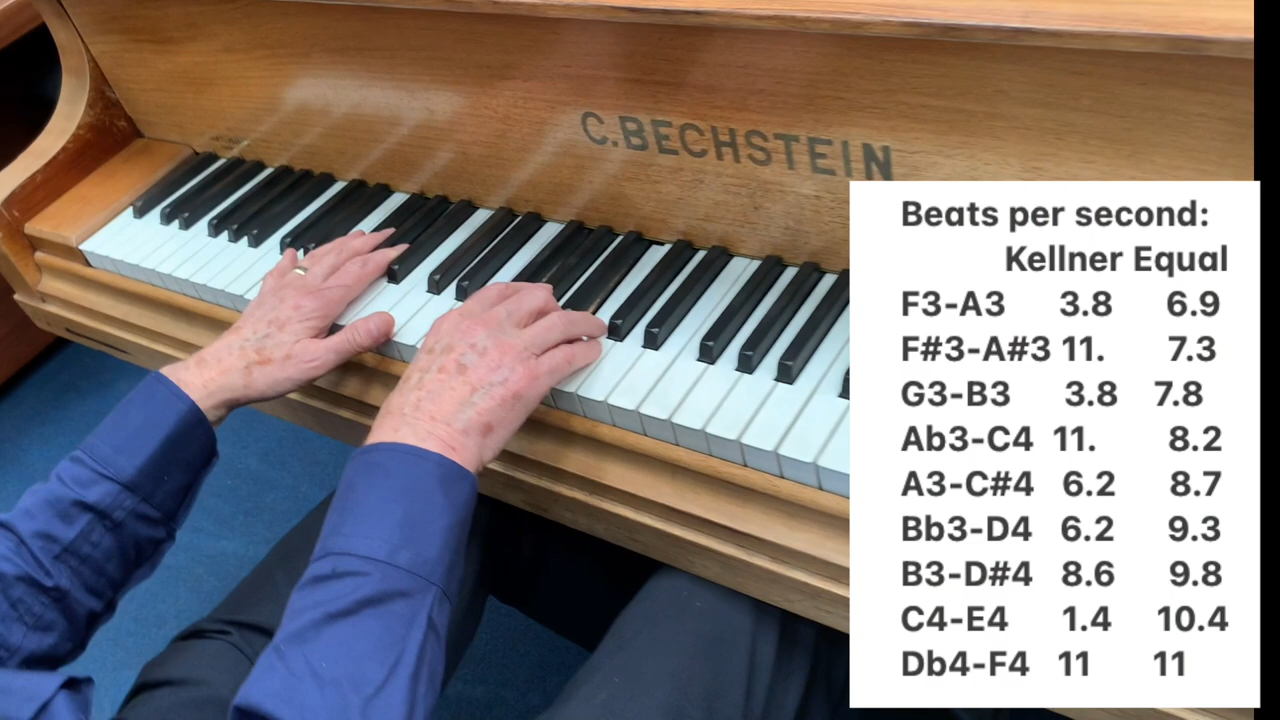 C.BECHSTEIN
Beats per second:
Kellner Equal
F3-A3 3.8 6.9
F#3-A#3 11. 7.3
G3-B3 3.8 7.8
Ab3-C4 11. 8.2
A3-C#4 6.2 8.7
Bb3-D4 6.2 9.3
B3-D#4 8.6 9.8
C4-E4 1.4 10.4
Db4-F4 11 11